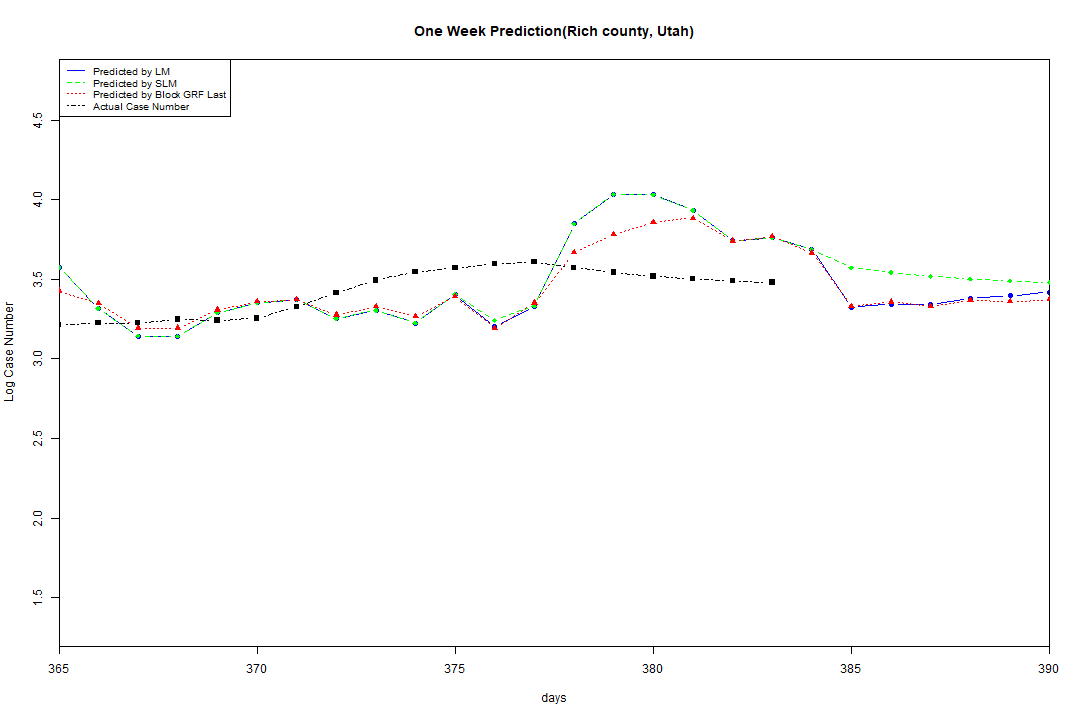 One Week Prediction(Rich county, Utah)
Predicted by LM
Predicted by SLM
Predicted by Block GRF Last
Actual Case Number
4.5
4.0
3.5
3.0
2.5
2.0
1.5
Log Case Number
365 370 375 380 385 390
days